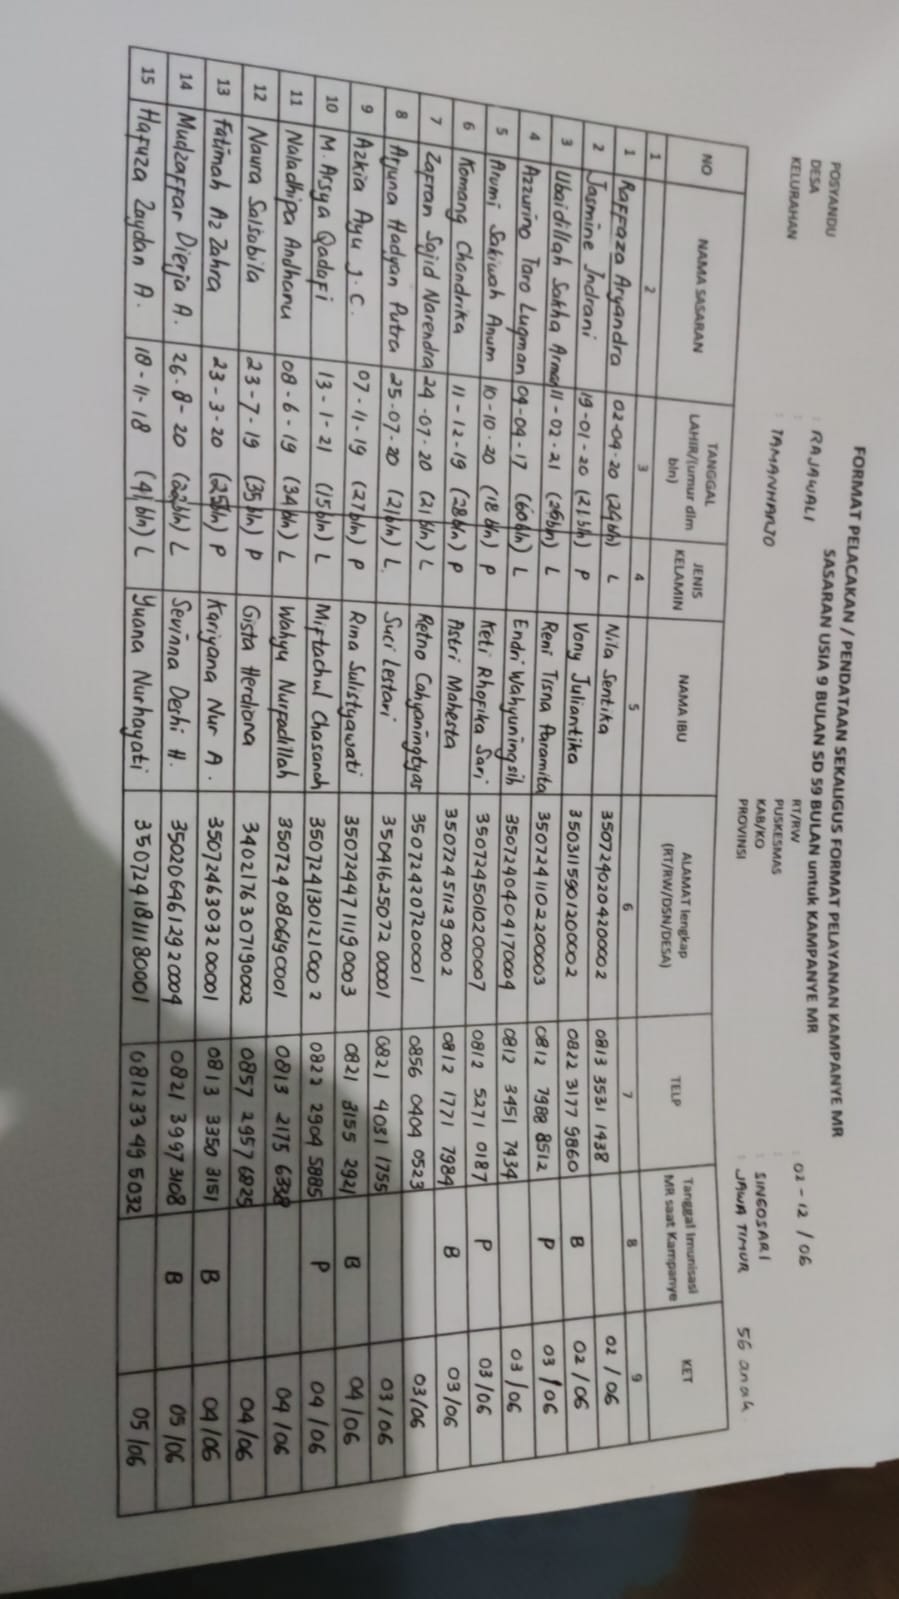 FORMAT PELACAKAN / PENDATAAN SEKALIGUS FORMAT PELAYANAN KAMPANYE MR
SASARAN USIA 9 BULAN SD 59 BULAN untuk KAMPANYE MR
POSYANDU : RAJAWALI RT/RW : 02-12 / 06
DESA : PUSKESMAS :
KELURAHAN : TAMANHARJO KAB/KO : SINGOSARI
PROVINSI : JAWA TIMUR 56 anak
NO NAMA SASARAN TANGGAL LAHIR/(umur dlm bln) JENIS KELAMIN NAMA IBU ALAMAT lengkap (RT/RW/DSN/DESA) TELP Tanggal Imunisasi MR saat Kampanye KET
1 2 3 4 5 6 7 8 9
1 Raffaza Aryandra 02-04-20 (24bln) L Nila Sentika 3507240204200002 0813 3531 1438 02 / 06
2 Jasmine Indrani 19-01-20 (21bln) P Vony Juliantika 3503115901200002 0822 3177 9860 B 02 / 06
3 Ubaidillah Sakha Arman 11-02-21 (26bln) L Reni Tisna Paramita 3507241102200003 0812 7988 8512 P 03 / 06
4 Azzurino Taro Luqman 04-04-17 (60bln) L Endri Wahyuningsih 3507240404170004 0812 3451 7434 03 / 06
5 Arumi Sakiwah Anum 10-10-20 (18 bln) P Keti Rhofika Sari 3507245010200007 0812 5271 0187 P 03/06
6 Komang Chandrika 11-12-19 (28bln) P Astri Mahesta 350724511290002 0812 1771 7984 B 03/06
7 Zafran Sajid Narendra 24-07-20 (21 bln) L Retno Cahyaningtyas 350724207200001 0856 0404 0523 03/06
8 Arjuna Hadyan Putra 25-07-20 (21bln) L. Suci Lestari 3504162507200001 0821 4031 1755 03/06
9 Azkia Ayu J. C. 07-11-19 (27bln) P Rina Sulistyawati 3507244711190003 0821 3155 2921 B 04/06
10 M. Arsya Qadafi 13-1-21 (15bln) L Miftachul Chasanah 3507241301210002 0822 2904 5885 P 04/06
11 Naladhipa Andhanu 08-6-19 (34bln) L Wahyu Nurfadillah 3507240806190001 0813 2175 6338 04/06
12 Naura Salsabila 23-7-19 (35bln) P Gista Herdiana 3402176307190002 0857 2957 6825 04/06
13 Fatimah Az Zahra 23-3-20 (25bln) P Kariyana Nur A. 3507246303200001 0813 3350 3151 B 04/06
14 Mudzaffar Dierja A. 26-8-20 (22bln) L Sevinna Deshi H. 3502064612920004 0821 3997 3108 B 05/06
15 Hafuza Zaydan A. 18-11-18 (41 bln) L Yuana Nurhayati 3507241811180001 081233 49 5032 05/06